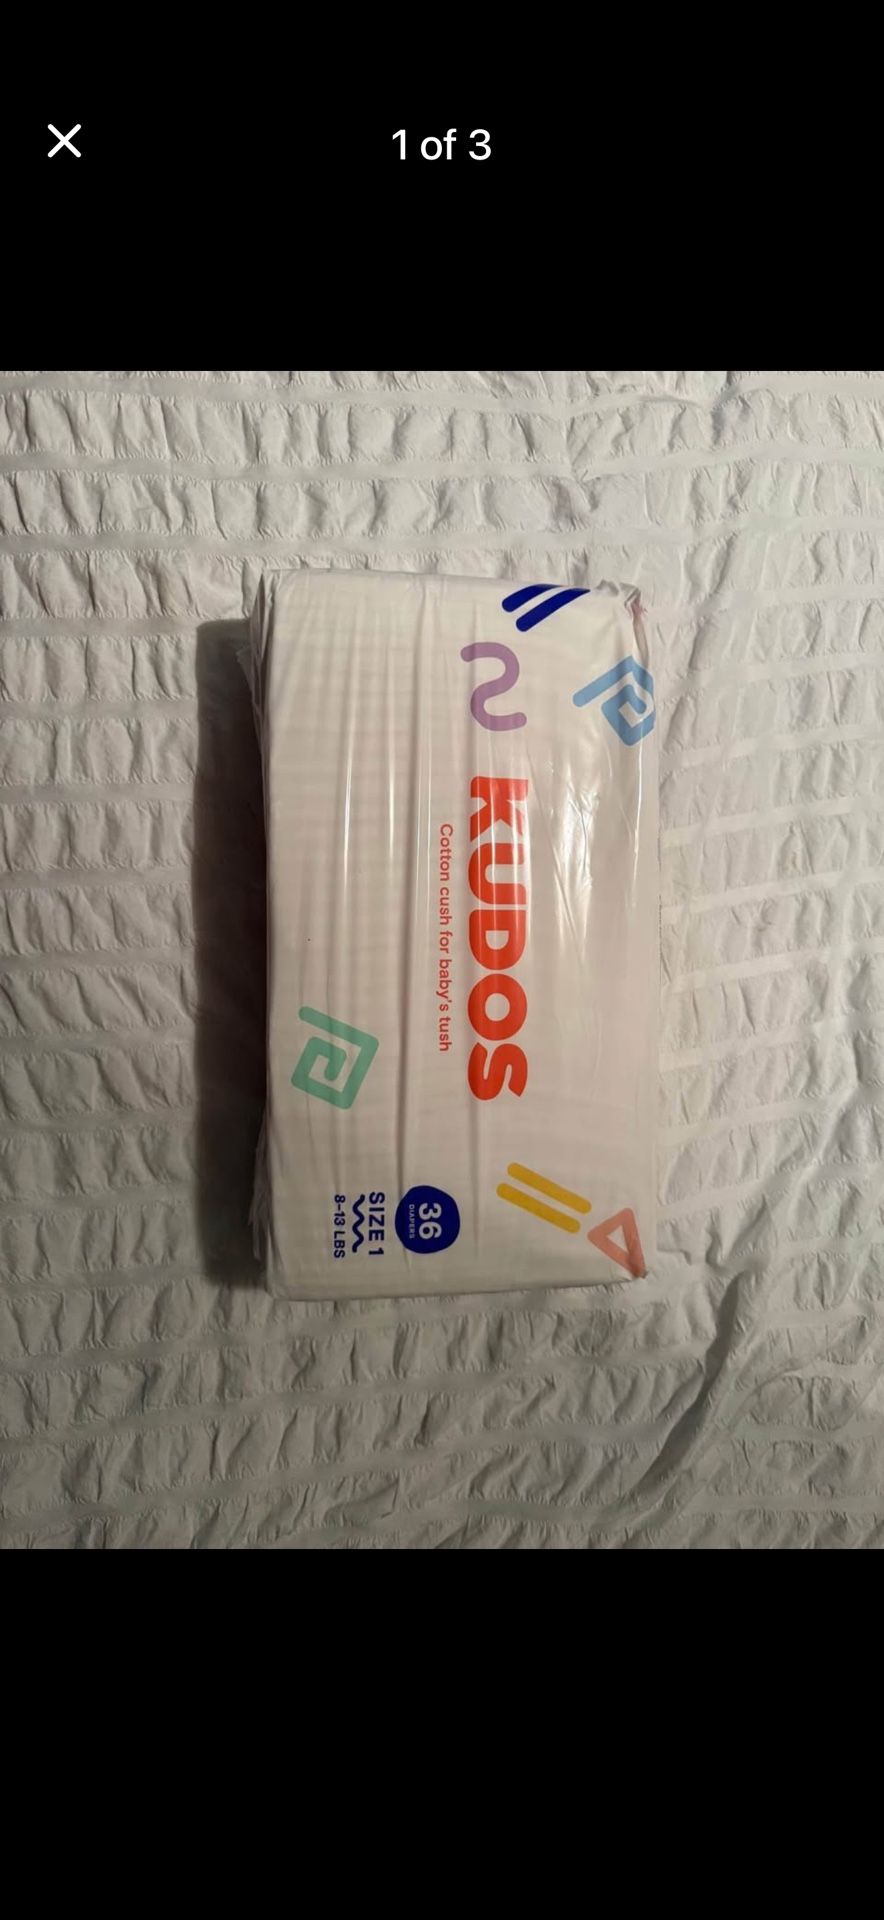 1 of 3
KUDOS
Cotton cush for baby's tush
36
DIAPERS
SIZE 1
8-13 LBS